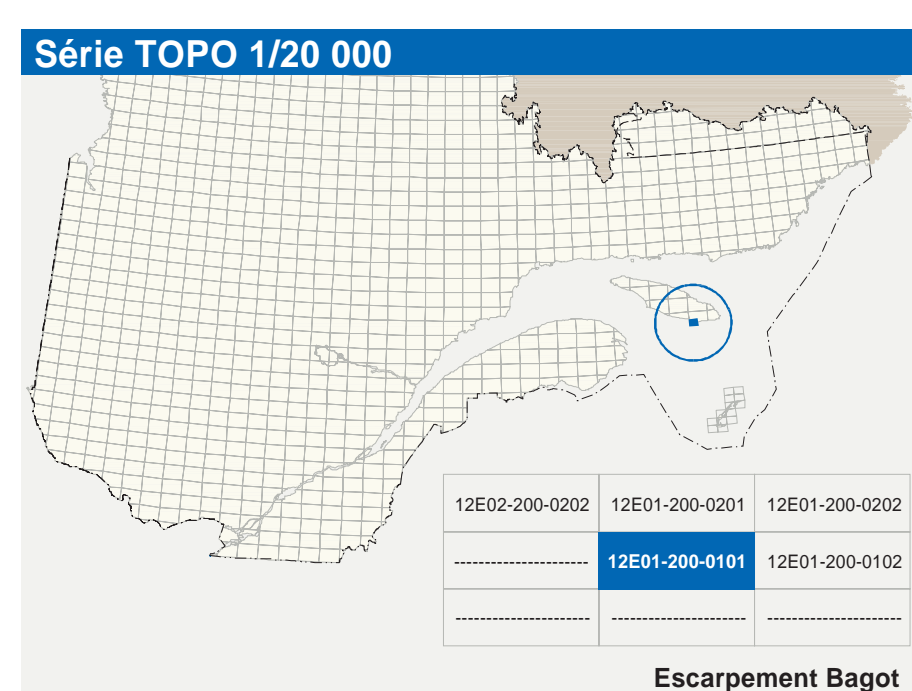 Série TOPO 1/20 000
12E02-200-0202 12E01-200-0201 12E01-200-0202
---------------------- 12E01-200-0101 12E01-200-0102
---------------------- ---------------------- ----------------------
Escarpement Bagot